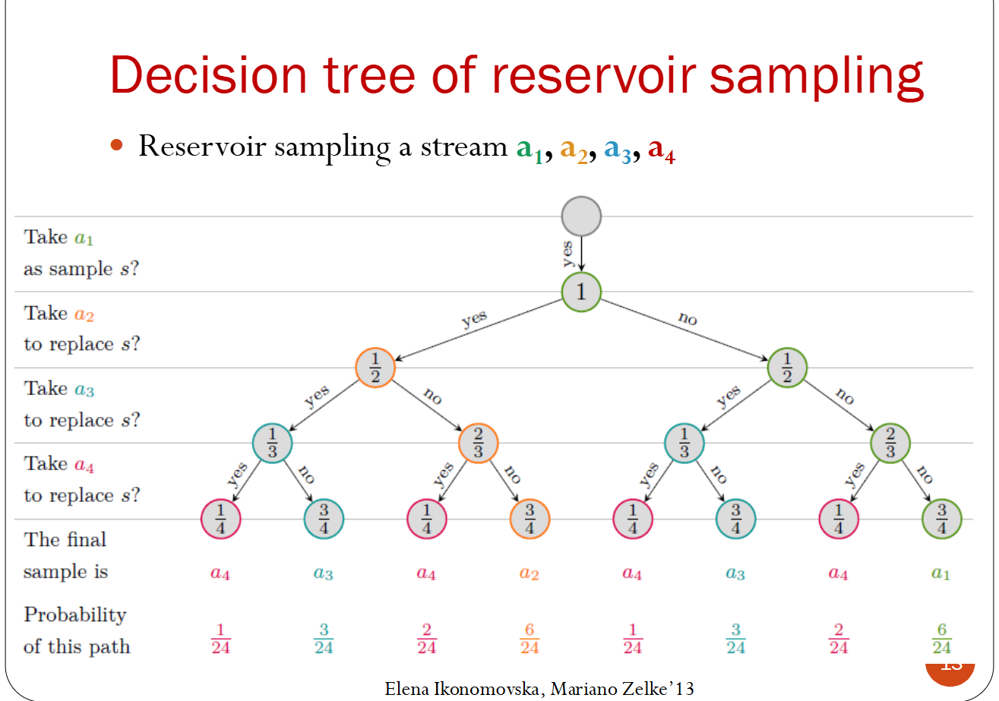 Decision tree of reservoir sampling
• Reservoir sampling a stream a₁, a₂, a₃, a₄
Take a₁
as sample s?
yes
1
Take a₂
to replace s?
yes no
1/2 1/2
Take a₃
to replace s?
yes no yes no
1/3 2/3 1/3 2/3
Take a₄
to replace s?
yes no yes no yes no yes no
1/4 3/4 1/4 3/4 1/4 3/4 1/4 3/4
The final
sample is
a₄ a₃ a₄ a₂ a₄ a₃ a₄ a₁
Probability
of this path
1/24 3/24 2/24 6/24 1/24 3/24 2/24 6/24
Elena Ikonomovska, Mariano Zelke’13